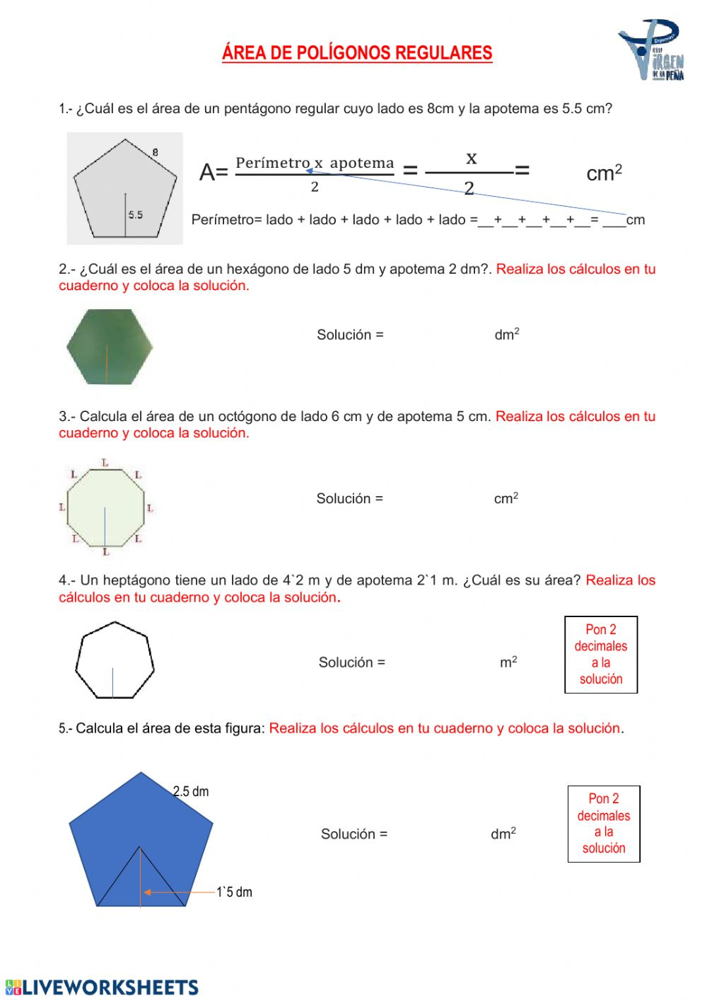 ÁREA DE POLÍGONOS REGULARES
CEIP
VIRGEN
DE LA PEÑA
1.- ¿Cuál es el área de un pentágono regular cuyo lado es 8cm y la apotema es 5.5 cm?
8
5.5
A= Perímetro x apotema / 2 = x / 2 = cm²
Perímetro= lado + lado + lado + lado + lado =__+__+__+__+__= ___cm
2.- ¿Cuál es el área de un hexágono de lado 5 dm y apotema 2 dm?. Realiza los cálculos en tu
cuaderno y coloca la solución.
Solución = dm²
3.- Calcula el área de un octógono de lado 6 cm y de apotema 5 cm. Realiza los cálculos en tu
cuaderno y coloca la solución.
L
L L
L L
L L
L
Solución = cm²
4.- Un heptágono tiene un lado de 4`2 m y de apotema 2`1 m. ¿Cuál es su área? Realiza los
cálculos en tu cuaderno y coloca la solución.
Solución = m²
Pon 2
decimales
a la
solución
5.- Calcula el área de esta figura: Realiza los cálculos en tu cuaderno y coloca la solución.
2.5 dm
Solución = dm²
1`5 dm
Pon 2
decimales
a la
solución
LIVE LIVEWORKSHEETS